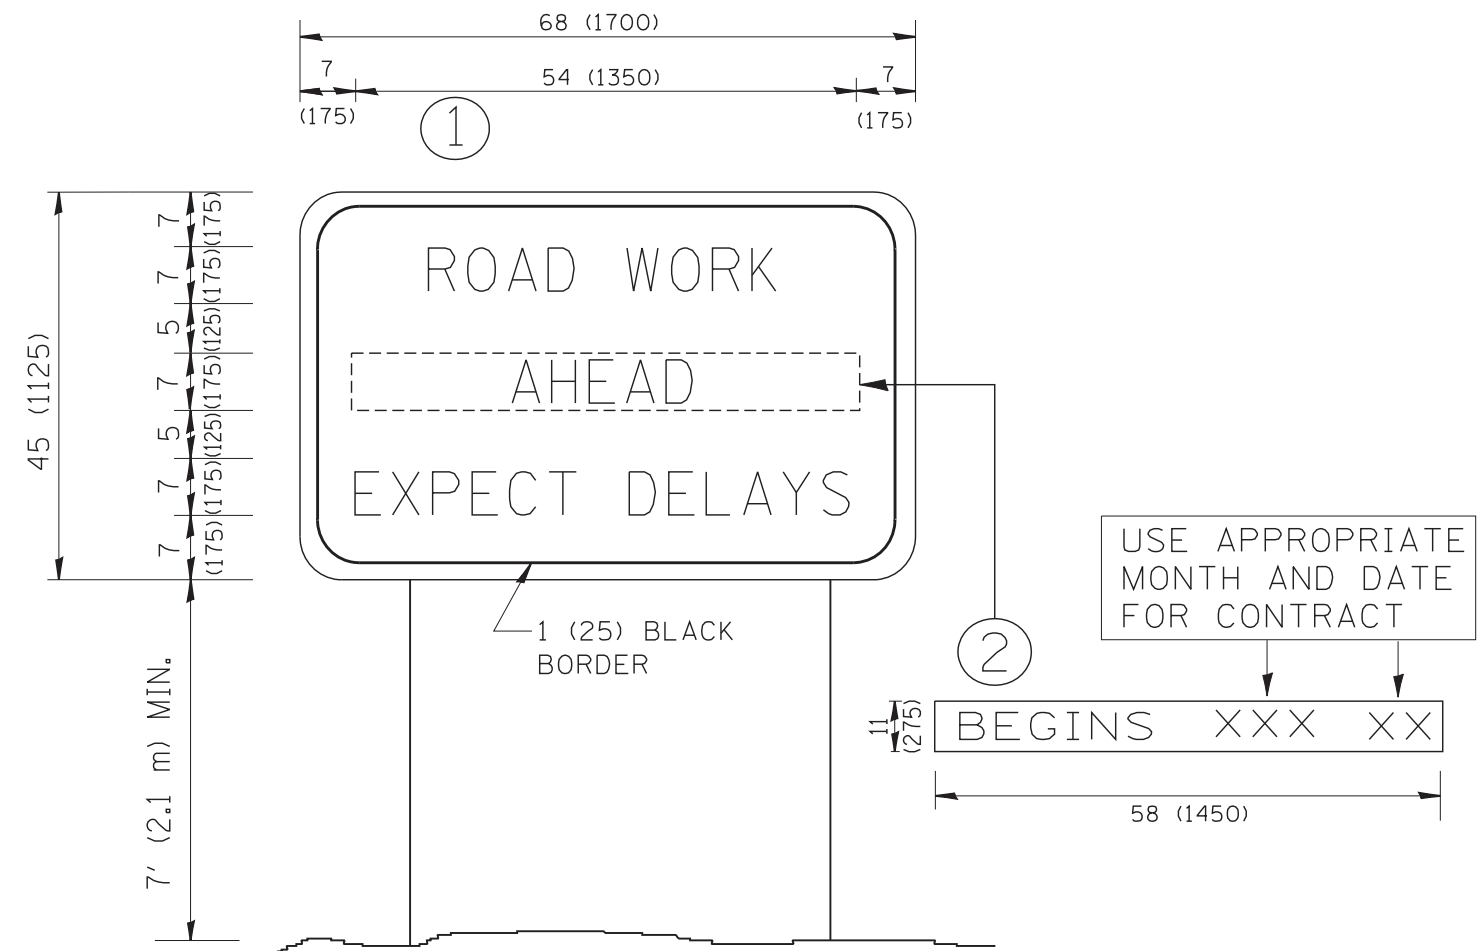 68 (1700)
7
54 (1350)
7
(175)
(175)
1
ROAD WORK
AHEAD
EXPECT DELAYS
45 (1125)
7
(175)
7
(175)
5
(125)
7
(175)
5
(125)
7
(175)
7
(175)
7' (2.1 m) MIN.
1 (25) BLACK
BORDER
2
USE APPROPRIATE
MONTH AND DATE
FOR CONTRACT
11
(275)
BEGINS XXX XX
58 (1450)